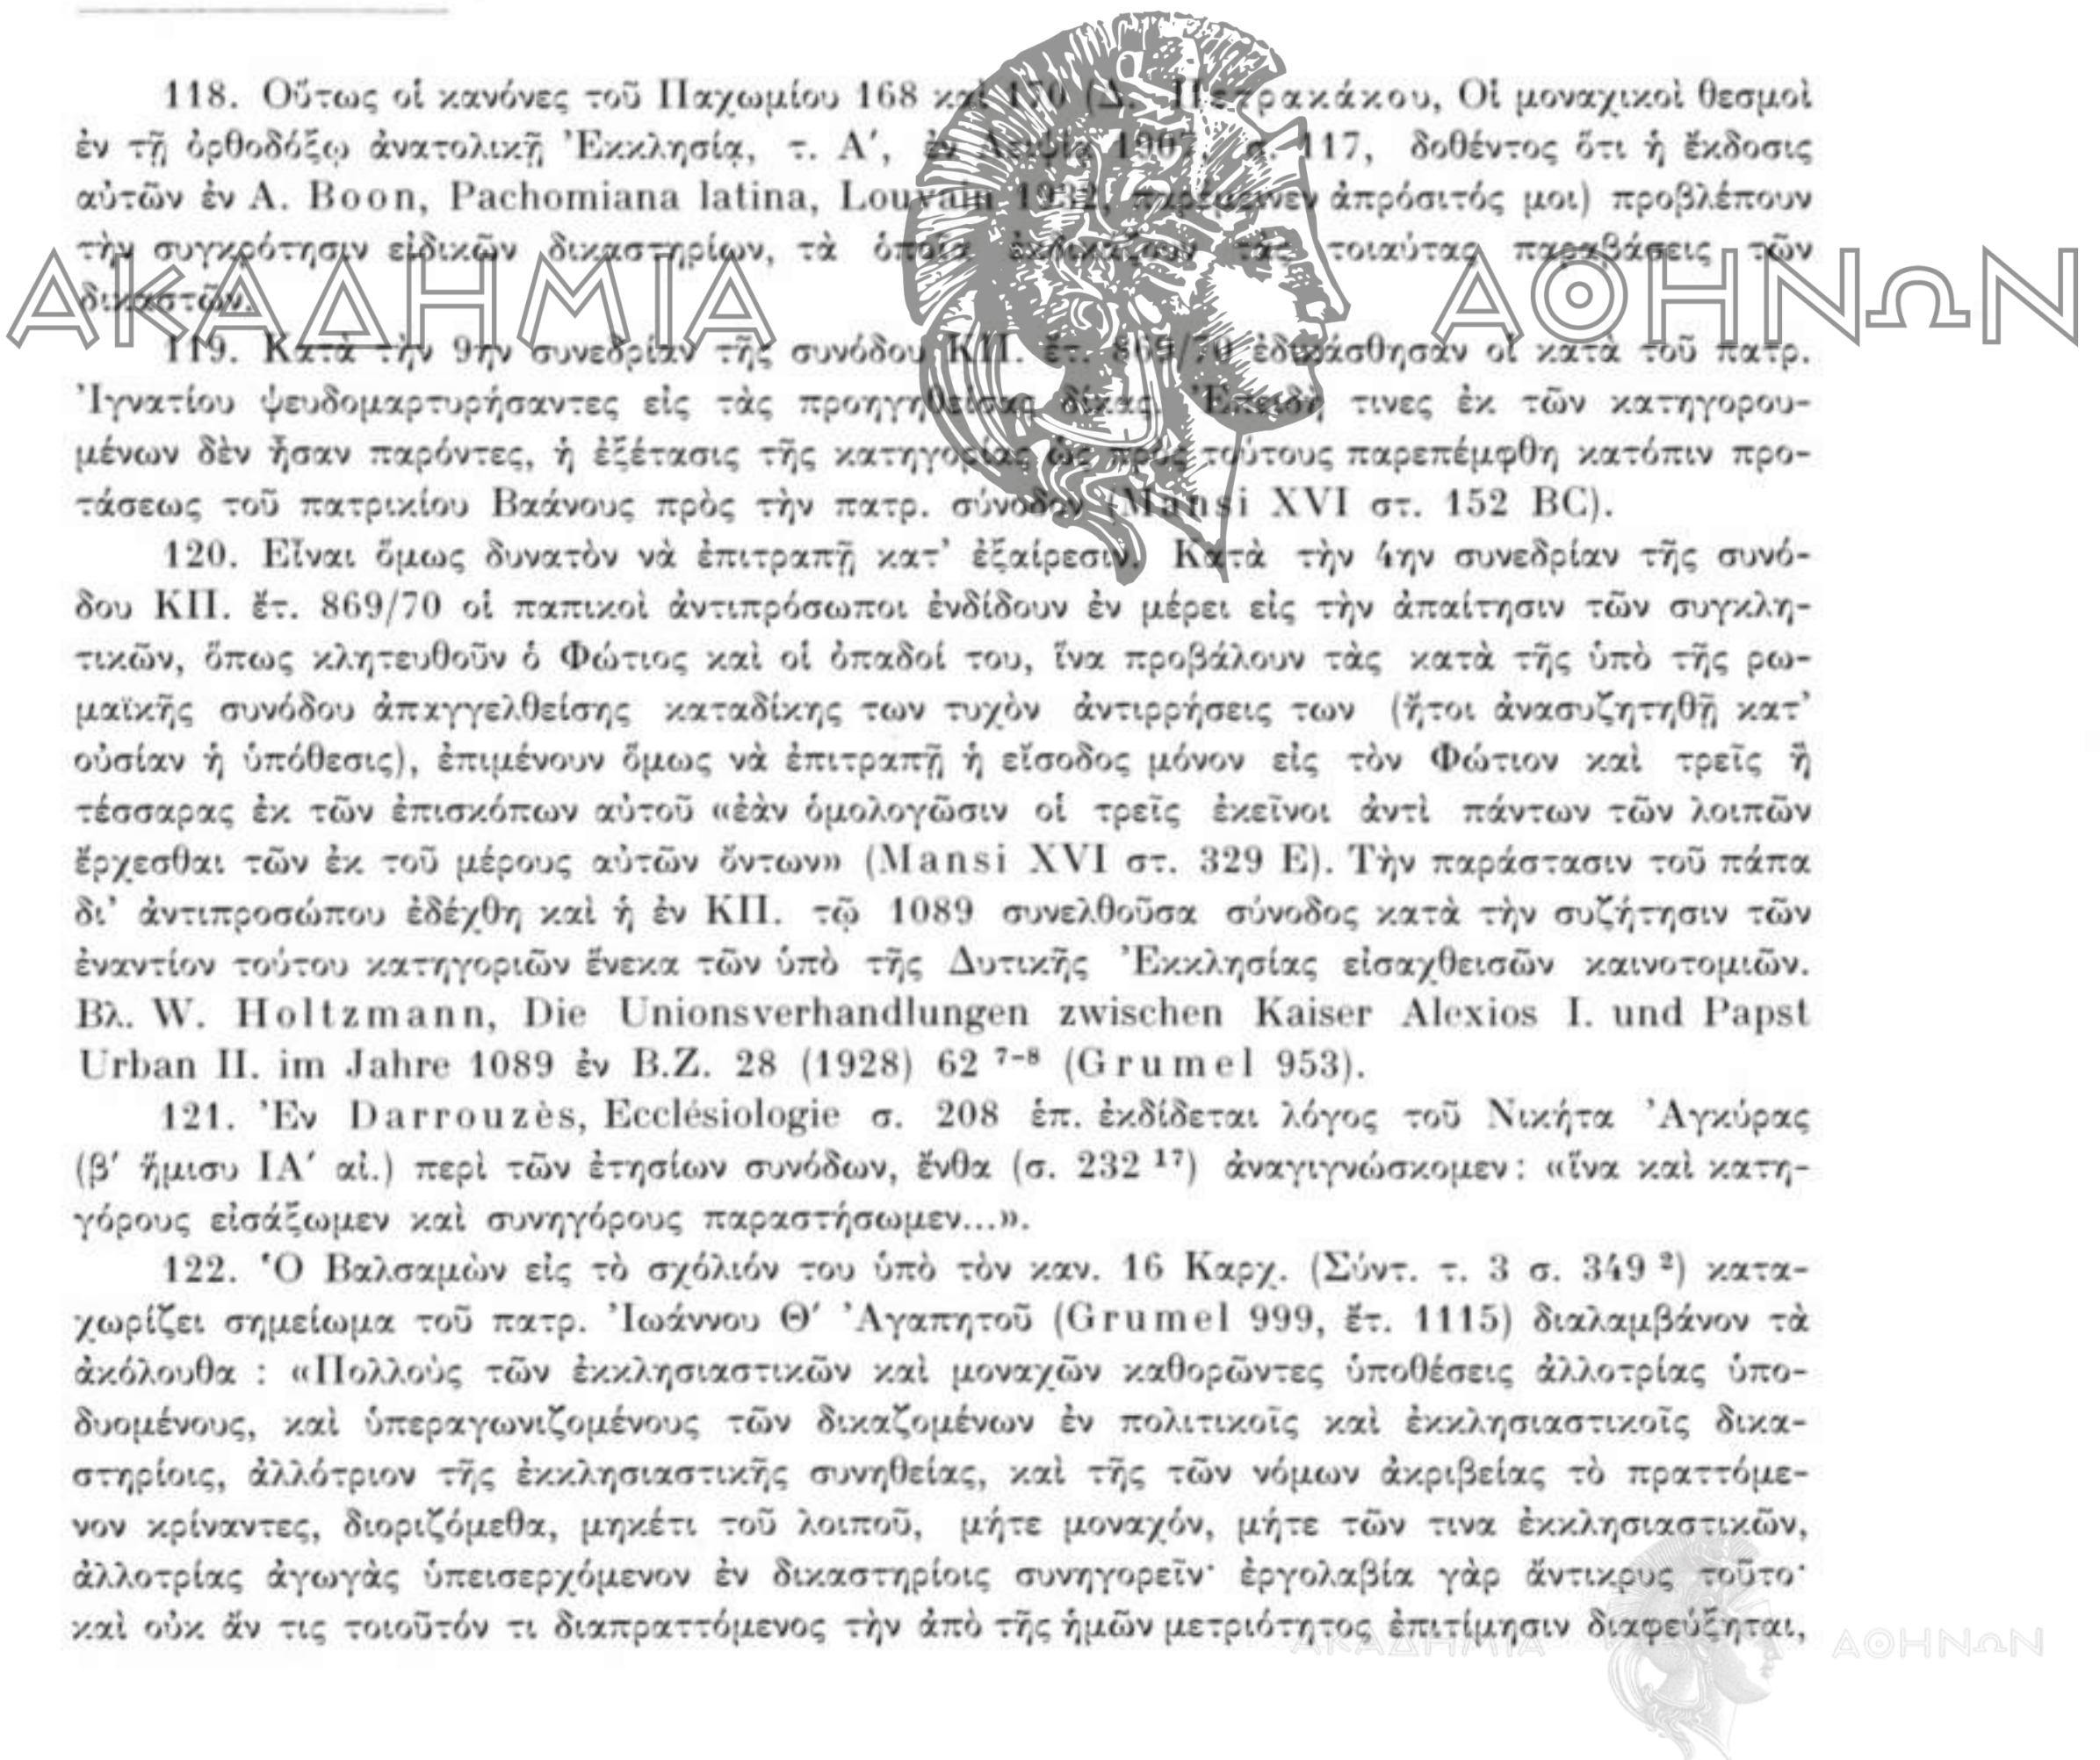 118. Οὕτως οἱ κανόνες τοῦ Παχωμίου 168 καὶ 170 (Δ. Πετρακάκου, Οἱ μοναχικοὶ θεσμοὶ
ἐν τῇ ὀρθοδόξῳ ἀνατολικῇ Ἐκκλησίᾳ, τ. Α′, ἐν Λειψίᾳ 1907, σ. 117, δοθέντος ὅτι ἡ ἔκδοσις
αὐτῶν ἐν A. Boon, Pachomiana latina, Louvain 1932, παρέμεινεν ἀπρόσιτός μοι) προβλέπουν
τὴν συγκρότησιν εἰδικῶν δικαστηρίων, τὰ ὁποῖα ἐκδικάζουν τὰς τοιαύτας παραβάσεις τῶν
ΑΚΑΔΗΜΙΑ ΑΘΗΝΩΝ
δικαστῶν.
119. Κατὰ τὴν 9ην συνεδρίαν τῆς συνόδου ΚΠ. ἔτ. 869/70 ἐδικάσθησαν οἱ κατὰ τοῦ πατρ.
Ἰγνατίου ψευδομαρτυρήσαντες εἰς τὰς προηγηθείσας δίκας. Ἐπειδή τινες ἐκ τῶν κατηγορου-
μένων δὲν ἦσαν παρόντες, ἡ ἐξέτασις τῆς κατηγορίας ὡς πρὸς τούτους παρεπέμφθη κατόπιν προ-
τάσεως τοῦ πατρικίου Βαάνους πρὸς τὴν πατρ. σύνοδον (Mansi XVI στ. 152 BC).
120. Εἶναι ὅμως δυνατὸν νὰ ἐπιτραπῇ κατ’ ἐξαίρεσιν. Κατὰ τὴν 4ην συνεδρίαν τῆς συνό-
δου ΚΠ. ἔτ. 869/70 οἱ παπικοὶ ἀντιπρόσωποι ἐνδίδουν ἐν μέρει εἰς τὴν ἀπαίτησιν τῶν συγκλη-
τικῶν, ὅπως κλητευθοῦν ὁ Φώτιος καὶ οἱ ὀπαδοί του, ἵνα προβάλουν τὰς κατὰ τῆς ὑπὸ τῆς ρω-
μαϊκῆς συνόδου ἀπαγγελθείσης καταδίκης των τυχὸν ἀντιρρήσεις των (ἤτοι ἀνασυζητηθῇ κατ’
οὐσίαν ἡ ὑπόθεσις), ἐπιμένουν ὅμως νὰ ἐπιτραπῇ ἡ εἴσοδος μόνον εἰς τὸν Φώτιον καὶ τρεῖς ἢ
τέσσαρας ἐκ τῶν ἐπισκόπων αὐτοῦ «ἐὰν ὁμολογῶσιν οἱ τρεῖς ἐκεῖνοι ἀντὶ πάντων τῶν λοιπῶν
ἔρχεσθαι τῶν ἐκ τοῦ μέρους αὐτῶν ὄντων» (Mansi XVI στ. 329 E). Τὴν παράστασιν τοῦ πάπα
δι’ ἀντιπροσώπου ἐδέχθη καὶ ἡ ἐν ΚΠ. τῷ 1089 συνελθοῦσα σύνοδος κατὰ τὴν συζήτησιν τῶν
ἐναντίον τούτου κατηγοριῶν ἕνεκα τῶν ὑπὸ τῆς Δυτικῆς Ἐκκλησίας εἰσαχθεισῶν καινοτομιῶν.
Βλ. W. Holtzmann, Die Unionsverhandlungen zwischen Kaiser Alexios I. und Papst
Urban II. im Jahre 1089 ἐν B.Z. 28 (1928) 62 ⁷⁻⁸ (Grumel 953).
121. Ἐν Darrouzès, Ecclésiologie σ. 208 ἑπ. ἐκδίδεται λόγος τοῦ Νικήτα Ἀγκύρας
(β′ ἥμισυ ΙΑ′ αἰ.) περὶ τῶν ἐτησίων συνόδων, ἔνθα (σ. 232 ¹⁷) ἀναγιγνώσκομεν: «ἵνα καὶ κατη-
γόρους εἰσάξωμεν καὶ συνηγόρους παραστήσωμεν...».
122. Ὁ Βαλσαμὼν εἰς τὸ σχόλιόν του ὑπὸ τὸν καν. 16 Καρχ. (Σύντ. τ. 3 σ. 349 ²) κατα-
χωρίζει σημείωμα τοῦ πατρ. Ἰωάννου Θ′ Ἀγαπητοῦ (Grumel 999, ἔτ. 1115) διαλαμβάνον τὰ
ἀκόλουθα : «Πολλοὺς τῶν ἐκκλησιαστικῶν καὶ μοναχῶν καθορῶντες ὑποθέσεις ἀλλοτρίας ὑπο-
δυομένους, καὶ ὑπεραγωνιζομένους τῶν δικαζομένων ἐν πολιτικοῖς καὶ ἐκκλησιαστικοῖς δικα-
στηρίοις, ἀλλότριον τῆς ἐκκλησιαστικῆς συνηθείας, καὶ τῆς τῶν νόμων ἀκριβείας τὸ πραττόμε-
νον κρίναντες, διοριζόμεθα, μηκέτι τοῦ λοιποῦ, μήτε μοναχόν, μήτε τῶν τινα ἐκκλησιαστικῶν,
ἀλλοτρίας ἀγωγὰς ὑπεισερχόμενον ἐν δικαστηρίοις συνηγορεῖν· ἐργολαβία γὰρ ἄντικρυς τοῦτο·
καὶ οὐκ ἄν τις τοιοῦτόν τι διαπραττόμενος τὴν ἀπὸ τῆς ἡμῶν μετριότητος ἐπιτίμησιν διαφεύξηται,
ΑΚΑΔΗΜΙΑ ΑΘΗΝΩΝ